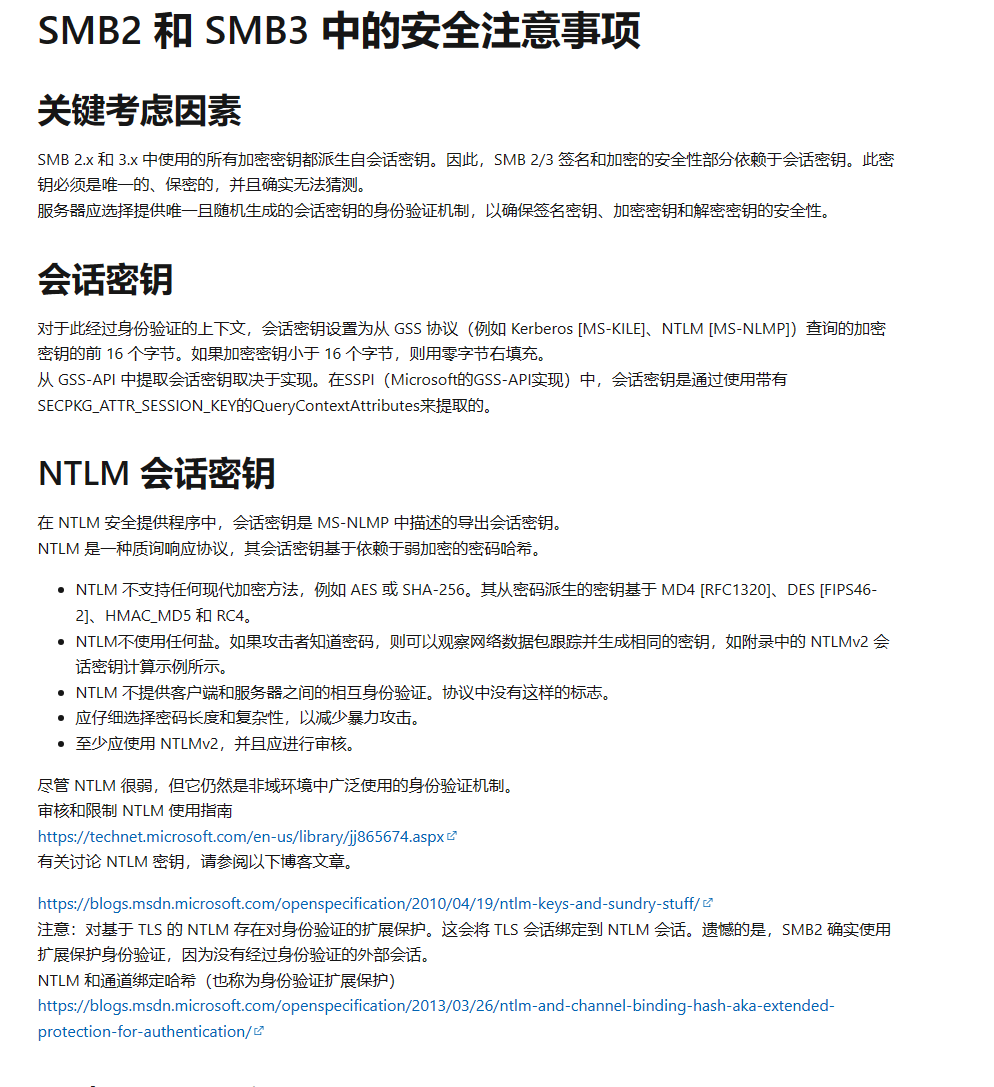 SMB2 和 SMB3 中的安全注意事项
关键考虑因素
SMB 2.x 和 3.x 中使用的所有加密密钥都派生自会话密钥。因此，SMB 2/3 签名和加密的安全性部分依赖于会话密钥。此密
钥必须是唯一的、保密的，并且确实无法猜测。
服务器应选择提供唯一且随机生成的会话密钥的身份验证机制，以确保签名密钥、加密密钥和解密密钥的安全性。
会话密钥
对于此经过身份验证的上下文，会话密钥设置为从 GSS 协议（例如 Kerberos [MS-KILE]、NTLM [MS-NLMP]）查询的加密
密钥的前 16 个字节。如果加密密钥小于 16 个字节，则用零字节右填充。
从 GSS-API 中提取会话密钥取决于实现。在SSPI（Microsoft的GSS-API实现）中，会话密钥是通过使用带有
SECPKG_ATTR_SESSION_KEY的QueryContextAttributes来提取的。
NTLM 会话密钥
在 NTLM 安全提供程序中，会话密钥是 MS-NLMP 中描述的导出会话密钥。
NTLM 是一种质询响应协议，其会话密钥基于依赖于弱加密的密码哈希。
• NTLM 不支持任何现代加密方法，例如 AES 或 SHA-256。其从密码派生的密钥基于 MD4 [RFC1320]、DES [FIPS46-
2]、HMAC_MD5 和 RC4。
• NTLM不使用任何盐。如果攻击者知道密码，则可以观察网络数据包跟踪并生成相同的密钥，如附录中的 NTLMv2 会
话密钥计算示例所示。
• NTLM 不提供客户端和服务器之间的相互身份验证。协议中没有这样的标志。
• 应仔细选择密码长度和复杂性，以减少暴力攻击。
• 至少应使用 NTLMv2，并且应进行审核。
尽管 NTLM 很弱，但它仍然是非域环境中广泛使用的身份验证机制。
审核和限制 NTLM 使用指南
https://technet.microsoft.com/en-us/library/jj865674.aspx
有关讨论 NTLM 密钥，请参阅以下博客文章。
https://blogs.msdn.microsoft.com/openspecification/2010/04/19/ntlm-keys-and-sundry-stuff/
注意：对基于 TLS 的 NTLM 存在对身份验证的扩展保护。这会将 TLS 会话绑定到 NTLM 会话。遗憾的是，SMB2 确实使用
扩展保护身份验证，因为没有经过身份验证的外部会话。
NTLM 和通道绑定哈希（也称为身份验证扩展保护）
https://blogs.msdn.microsoft.com/openspecification/2013/03/26/ntlm-and-channel-binding-hash-aka-extended-
protection-for-authentication/